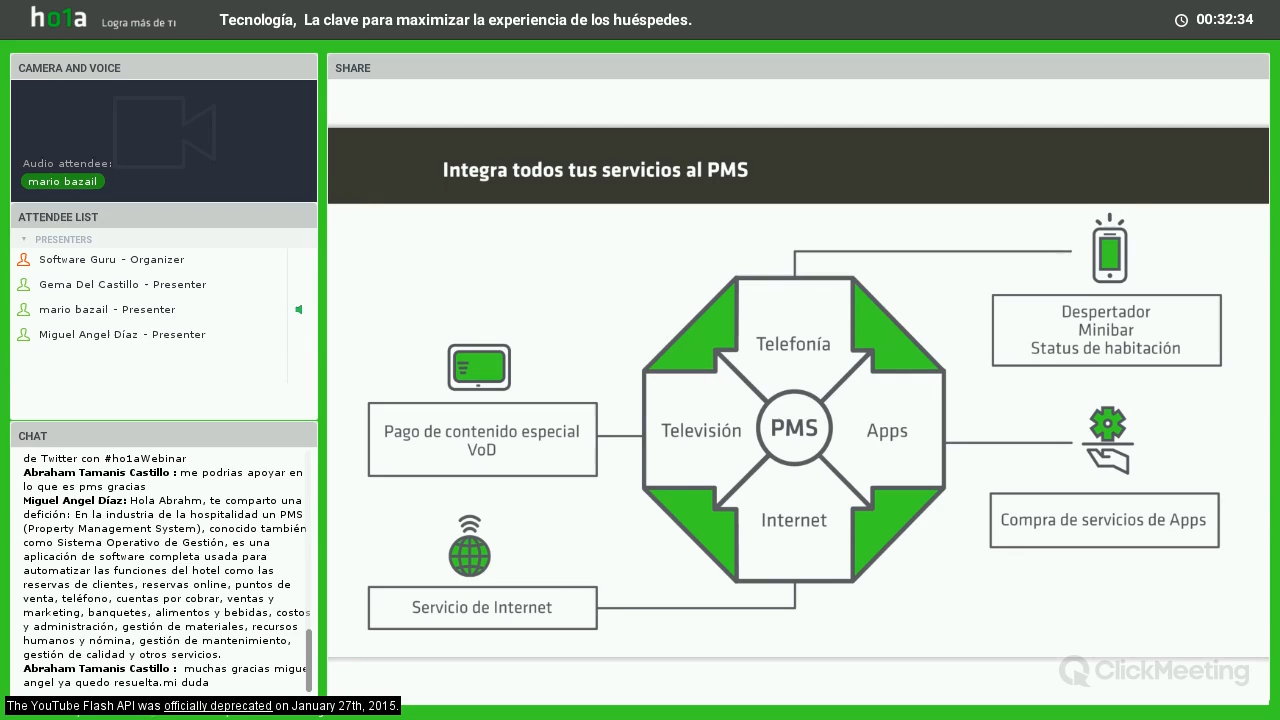 ho1a
Logra más de TI
Tecnología, La clave para maximizar la experiencia de los huéspedes.
00:32:34
CAMERA AND VOICE
Audio attendee:
mario bazail
ATTENDEE LIST
PRESENTERS
Software Guru - Organizer
Gema Del Castillo - Presenter
mario bazail - Presenter
Miguel Angel Díaz - Presenter
CHAT
de Twitter con #ho1aWebinar
Abraham Tamanis Castillo : me podrias apoyar en
lo que es pms gracias
Miguel Angel Díaz: Hola Abrahm, te comparto una
defición: En la industria de la hospitalidad un PMS
(Property Management System), conocido también
como Sistema Operativo de Gestión, es una
aplicación de software completa usada para
automatizar las funciones del hotel como las
reservas de clientes, reservas online, puntos de
venta, teléfono, cuentas por cobrar, ventas y
marketing, banquetes, alimentos y bebidas, costos
y administración, gestión de materiales, recursos
humanos y nómina, gestión de mantenimiento,
gestión de calidad y otros servicios.
Abraham Tamanis Castillo : muchas gracias migue
angel ya quedo resuelta.mi duda
The YouTube Flash API was officially deprecated on January 27th, 2015.
SHARE
Integra todos tus servicios al PMS
Telefonía
Despertador
Minibar
Status de habitación
Pago de contenido especial
VoD
Televisión
PMS
Apps
Internet
Compra de servicios de Apps
Servicio de Internet
ClickMeeting